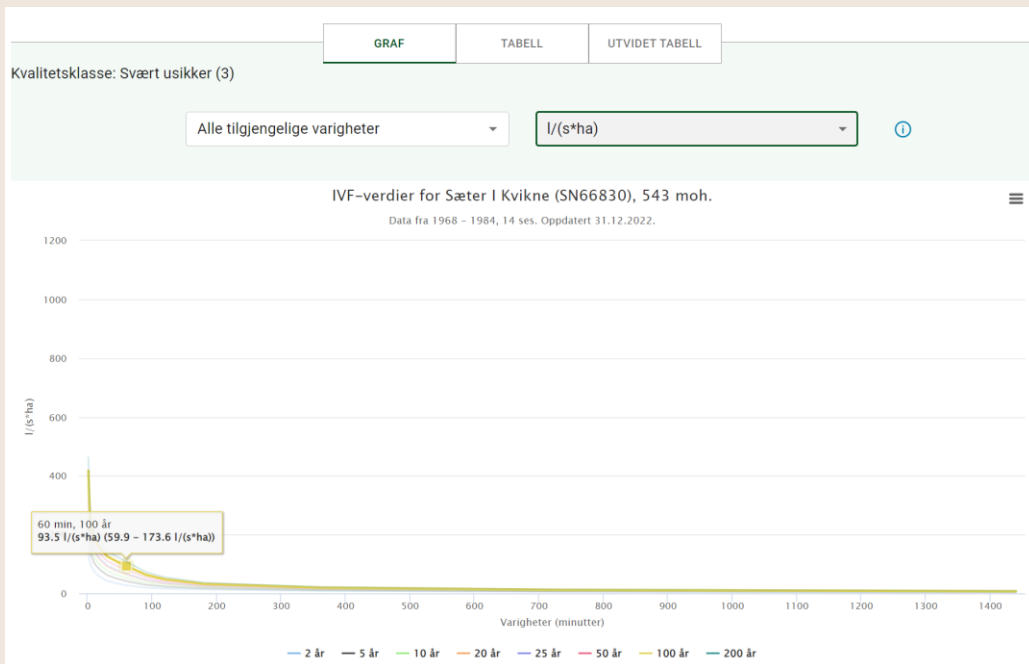 GRAF
TABELL
UTVIDET TABELL
Kvalitetsklasse: Svært usikker (3)
Alle tilgjengelige varigheter
l/(s*ha)
IVF-verdier for Sæter I Kvikne (SN66830), 543 moh.
Data fra 1968 - 1984, 14 ses. Oppdatert 31.12.2022.
1200
1000
800
600
400
0
l/(s*ha)
60 min, 100 år
93.5 l/(s*ha) (59.9 - 173.6 l/(s*ha))
0 100 200 300 400 500 600 700 800 900 1000 1100 1200 1300 1400
Varigheter (minutter)
2 år 5 år 10 år 20 år 25 år 50 år 100 år 200 år